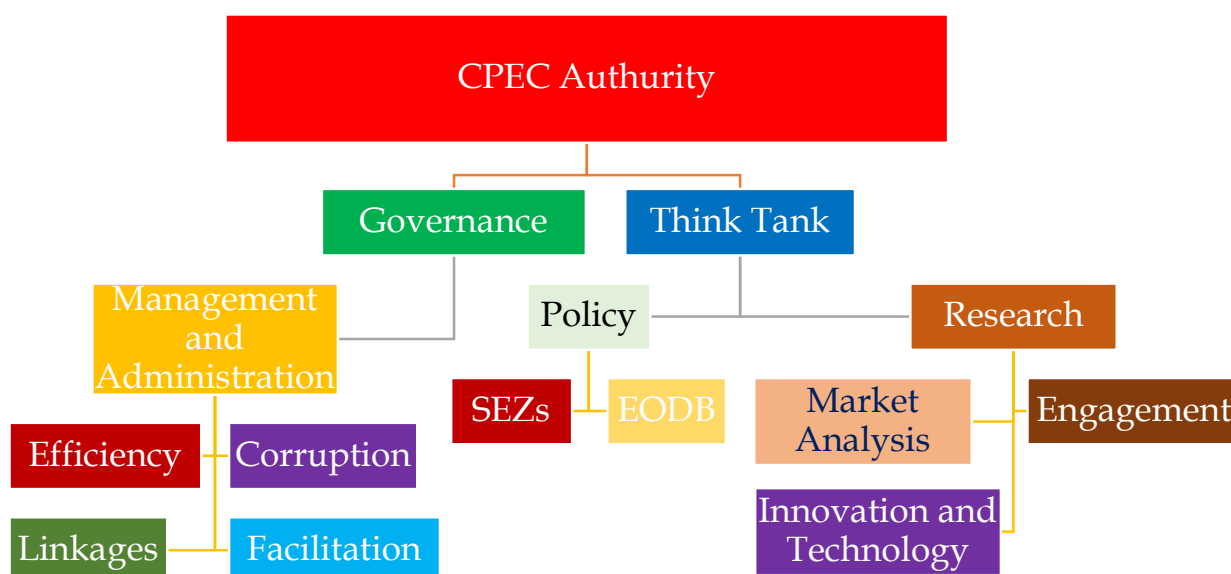 CPEC Authurity
Governance
Think Tank
Management
and
Administration
Policy
Research
SEZs
EODB
Market
Analysis
Engagement
Efficiency
Corruption
Linkages
Facilitation
Innovation and
Technology